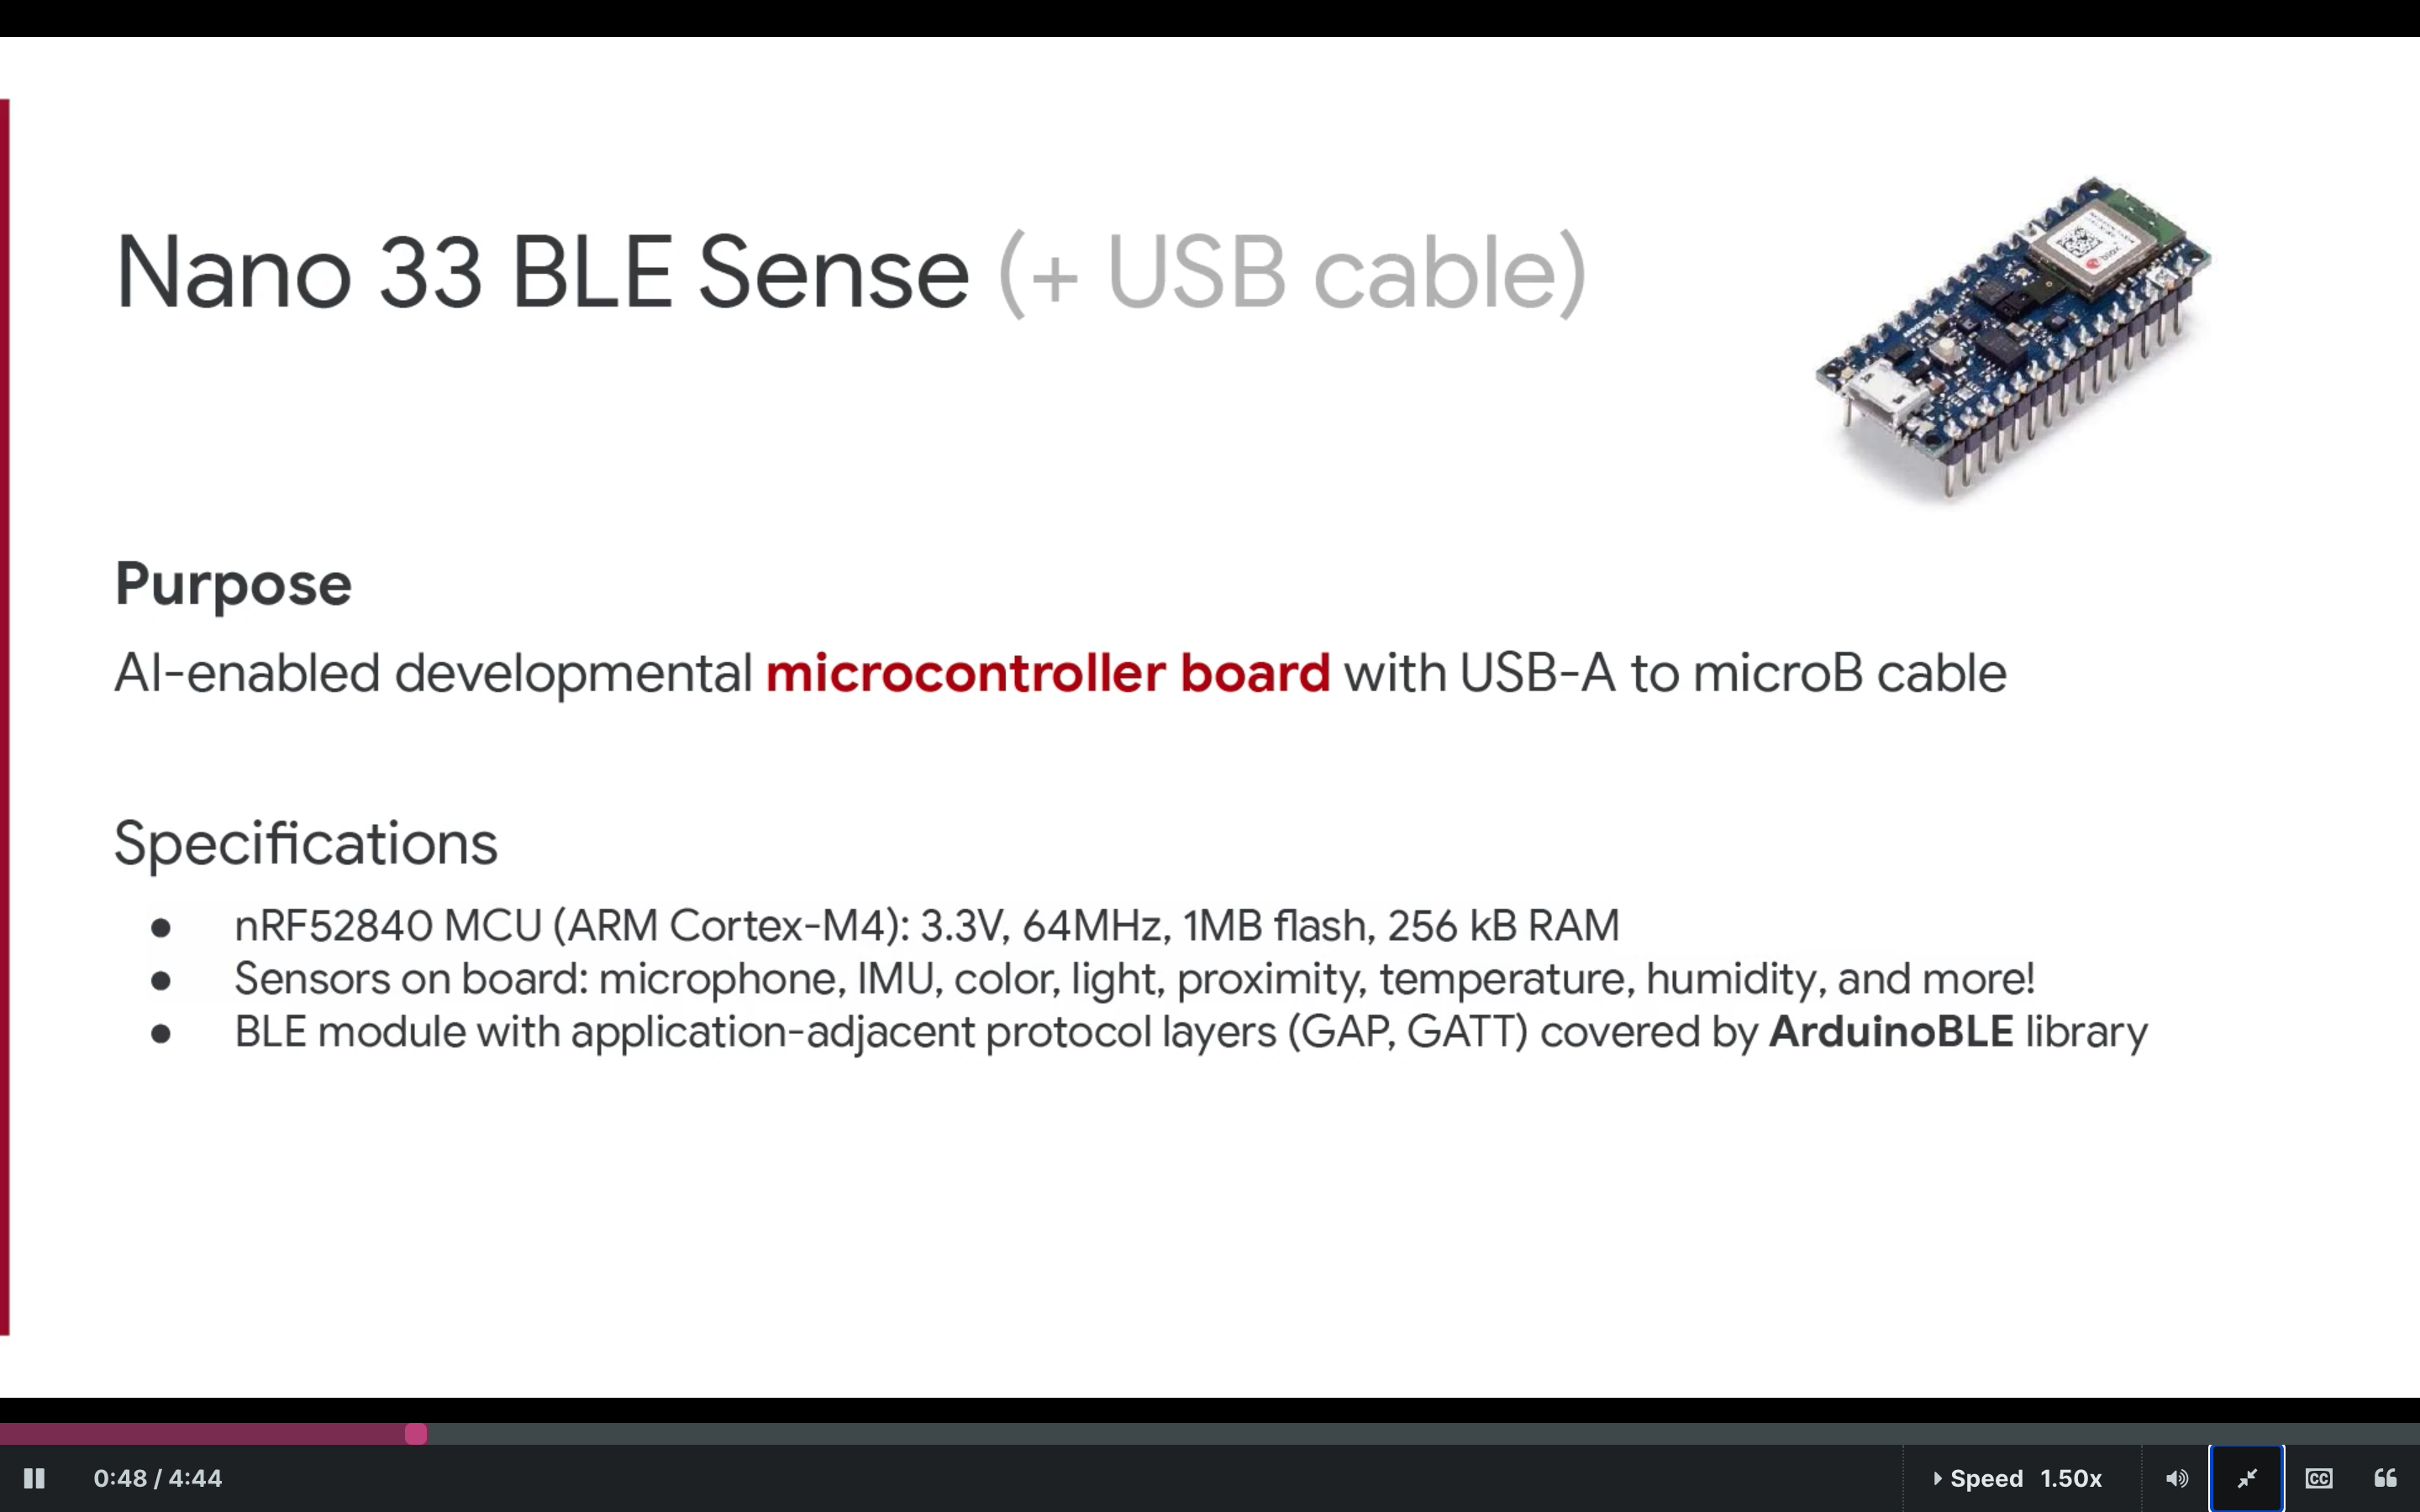 Nano 33 BLE Sense (+ USB cable)
Purpose
AI-enabled developmental microcontroller board with USB-A to microB cable
Specifications
● nRF52840 MCU (ARM Cortex-M4): 3.3V, 64MHz, 1MB flash, 256 kB RAM
● Sensors on board: microphone, IMU, color, light, proximity, temperature, humidity, and more!
● BLE module with application-adjacent protocol layers (GAP, GATT) covered by ArduinoBLE library
0:48 / 4:44
Speed 1.50x
CC